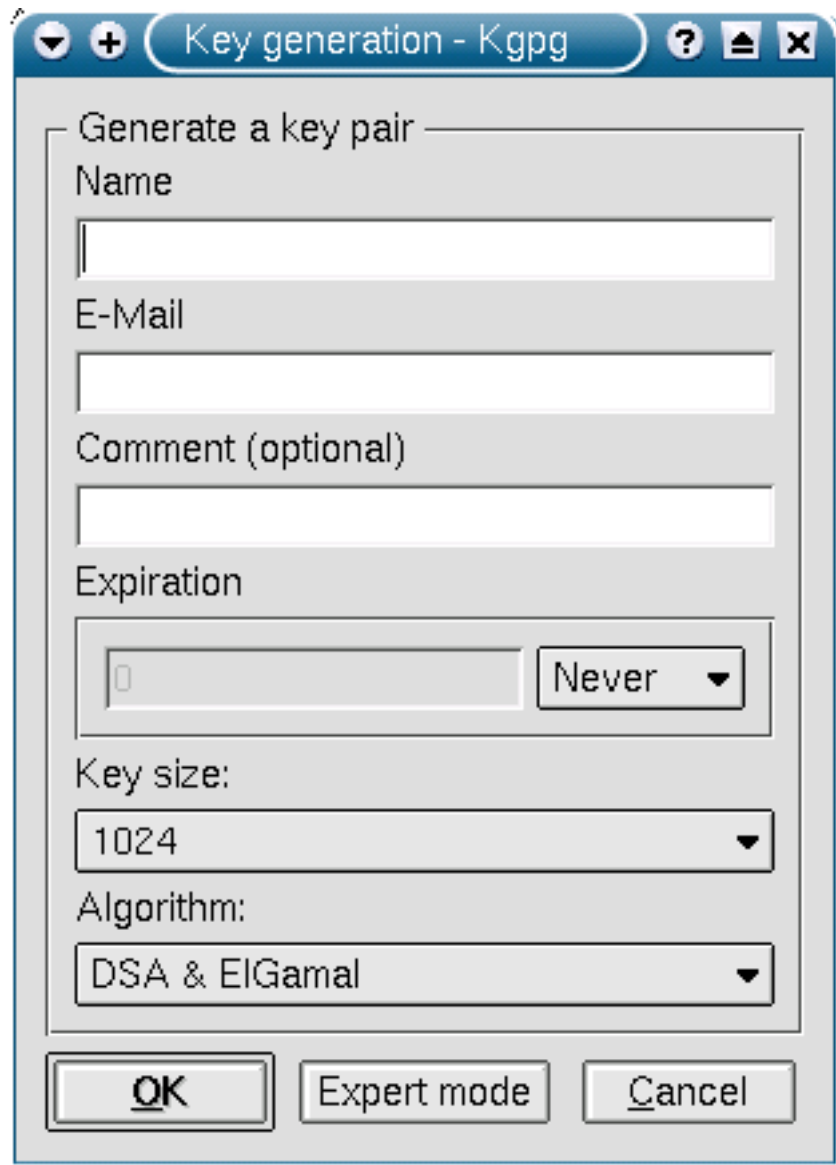 Key generation - Kgpg
Generate a key pair
Name
E-Mail
Comment (optional)
Expiration
0 Never
Key size:
1024
Algorithm:
DSA & ElGamal
OK Expert mode Cancel